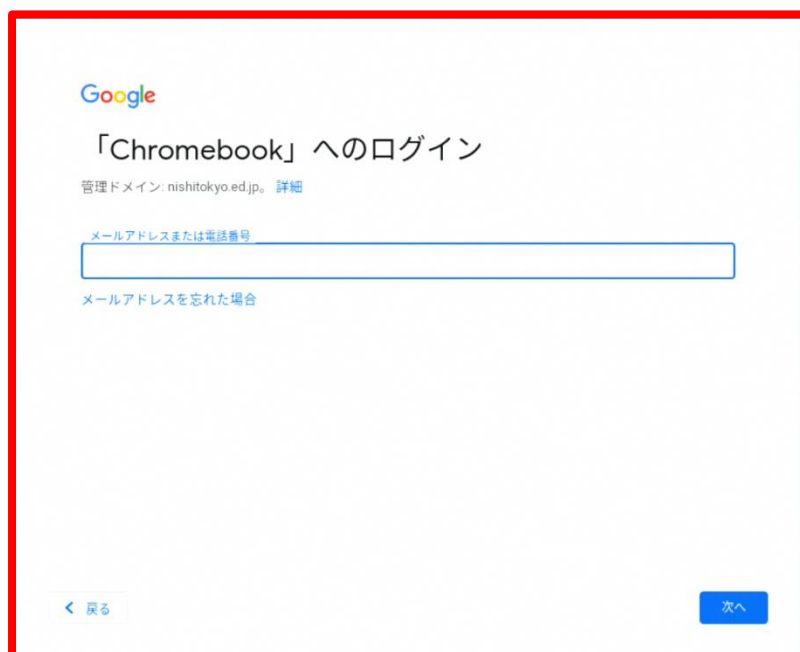 Google
「Chromebook」へのログイン
管理ドメイン: nishitokyo.ed.jp。 詳細
メールアドレスまたは電話番号
メールアドレスを忘れた場合
戻る
次へ